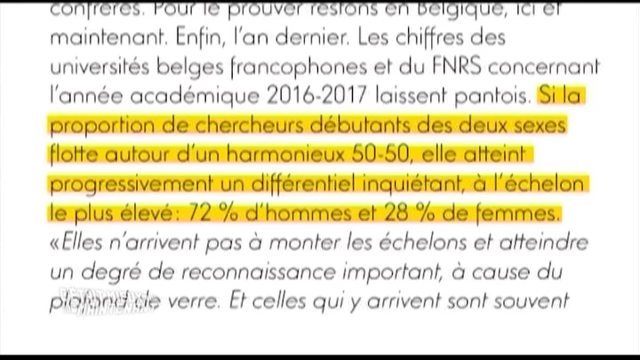 confrères. Pour le prouver restons en Belgique, ici et
maintenant. Enfin, l'an dernier. Les chiffres des
universités belges francophones et du FNRS concernant
l'année académique 2016-2017 laissent pantois. Si la
proportion de chercheurs débutants des deux sexes
flotte autour d'un harmonieux 50-50, elle atteint
progressivement un différentiel inquiétant, à l'échelon
le plus élevé : 72 % d'hommes et 28 % de femmes.
«Elles n'arrivent pas à monter les échelons et atteindre
un degré de reconnaissance important, à cause du
plafond de verre. Et celles qui y arrivent sont souvent